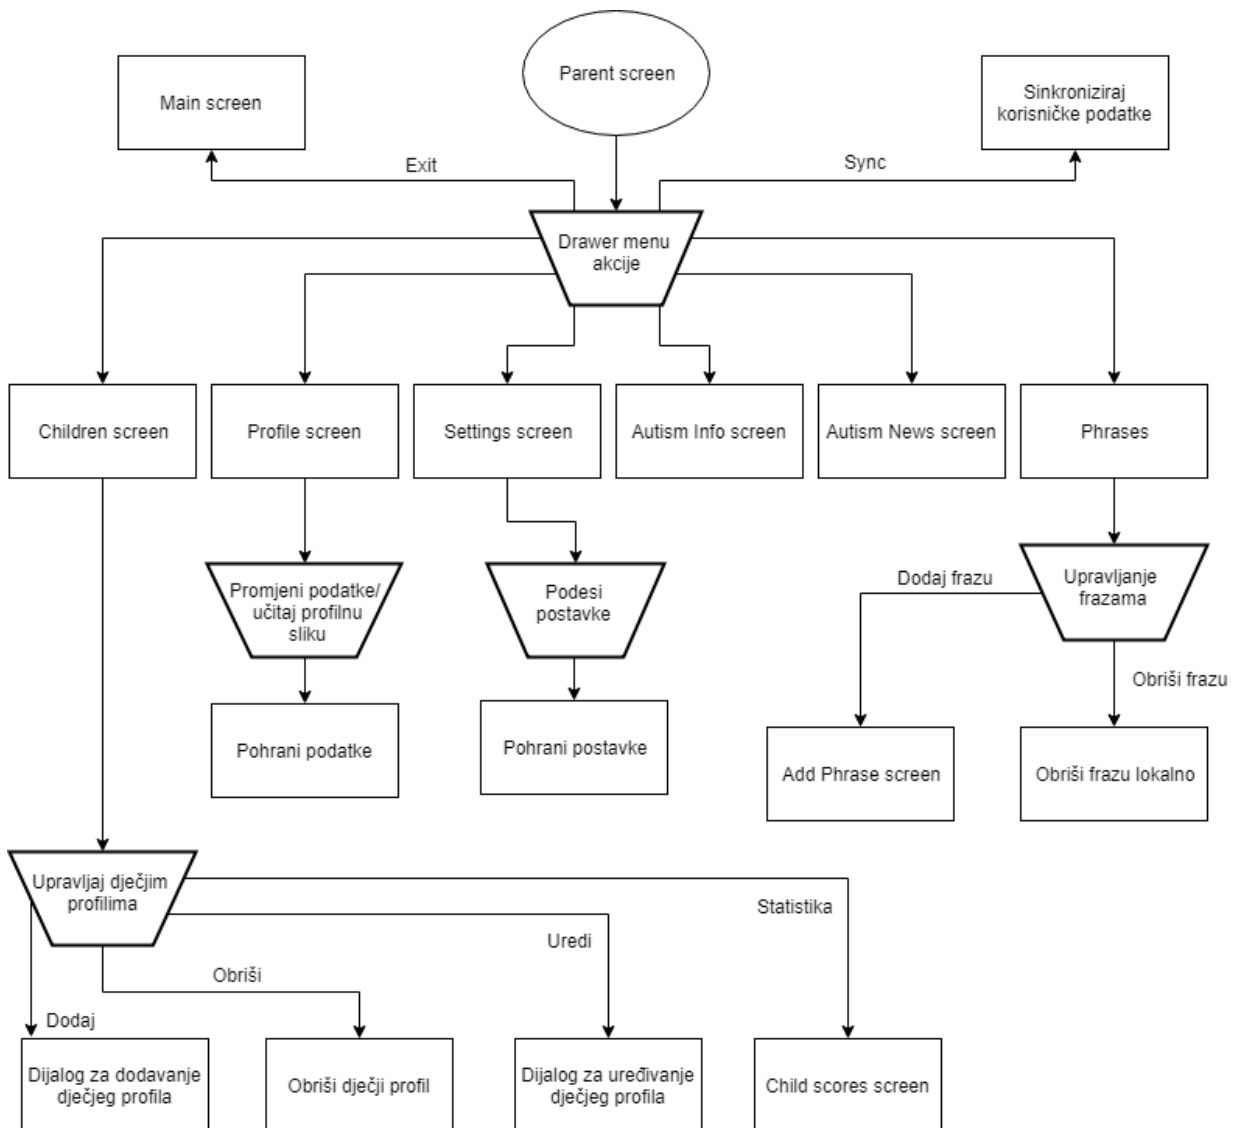 Parent screen
Main screen
Sinkroniziraj
korisničke podatke
Exit
Sync
Drawer menu
akcije
Children screen
Profile screen
Settings screen
Autism Info screen
Autism News screen
Phrases
Promjeni podatke/
učitaj profilnu
sliku
Podesi
postavke
Dodaj frazu
Upravljanje
frazama
Obriši frazu
Pohrani podatke
Pohrani postavke
Add Phrase screen
Obriši frazu lokalno
Upravljaj dječjim
profilima
Statistika
Uredi
Obriši
Dodaj
Dijalog za dodavanje
dječjeg profila
Obriši dječji profil
Dijalog za uređivanje
dječjeg profila
Child scores screen